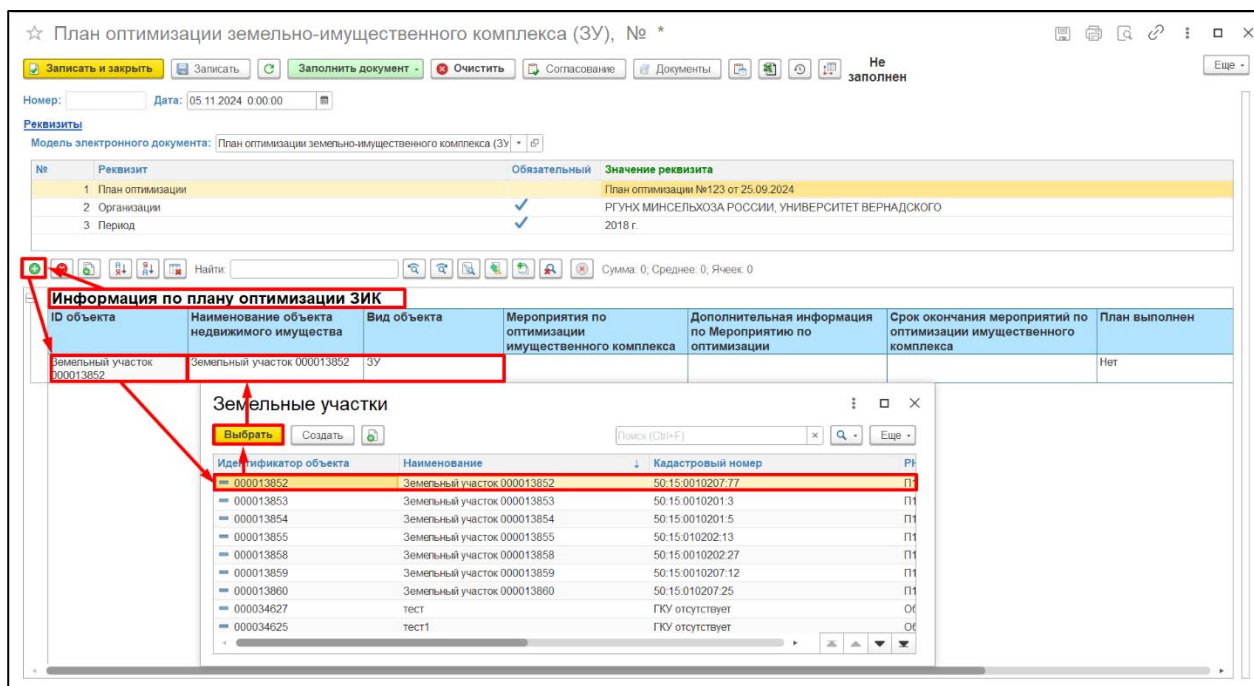 План оптимизации земельно-имущественного комплекса (ЗУ), № *
Записать и закрыть Записать Заполнить документ Очистить Согласование Документы Не заполнен Еще
Номер: Дата: 05.11.2024 0:00:00
Реквизиты
Модель электронного документа: План оптимизации земельно-имущественного комплекса (ЗУ
№ Реквизит Обязательный Значение реквизита
1 План оптимизации План оптимизации №123 от 25.09.2024
2 Организации РГУНХ МИНСЕЛЬХОЗА РОССИИ, УНИВЕРСИТЕТ ВЕРНАДСКОГО
3 Период 2018 г.
Найти: Сумма: 0; Среднее: 0; Ячеек: 0
Информация по плану оптимизации ЗИК
ID объекта Наименование объекта Вид объекта Мероприятия по Дополнительная информация Срок окончания мероприятий по План выполнен
недвижимого имущества оптимизации по Мероприятию по оптимизации имущественного
имущественного комплекса оптимизации комплекса
Земельный участок Земельный участок 000013852 ЗУ Нет
000013852
Земельные участки
Выбрать Создать Поиск (Ctrl+F) Еще
Идентификатор объекта Наименование Кадастровый номер
000013852 Земельный участок 000013852 50:15:0010207:77 П1
000013853 Земельный участок 000013853 50:15:0010201:3 П1
000013854 Земельный участок 000013854 50:15:0010201:5 П1
000013855 Земельный участок 000013855 50:15:010202:13 П1
000013858 Земельный участок 000013858 50:15:0010202:27 П1
000013859 Земельный участок 000013859 50:15:0010207:12 П1
000013860 Земельный участок 000013860 50:15:010207:25 П1
000034627 тест ГКУ отсутствует
000034625 тест1 ГКУ отсутствует